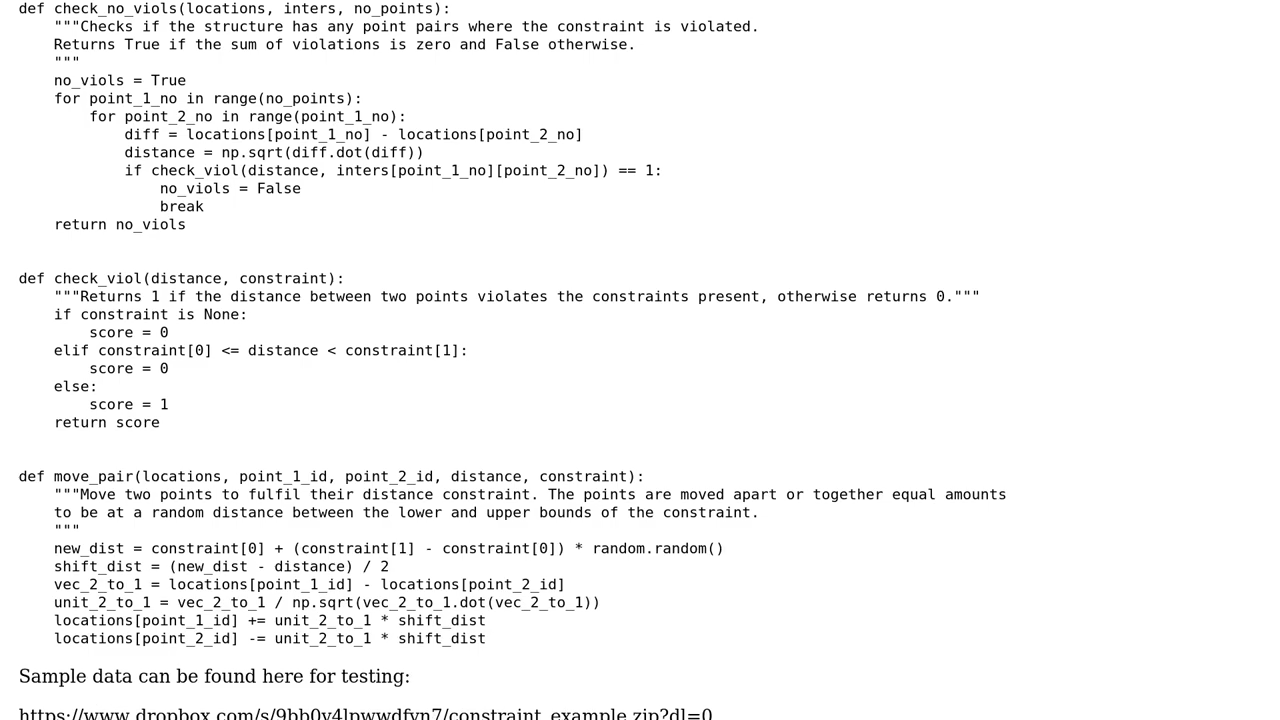 def check_no_viols(locations, inters, no_points):
    """Checks if the structure has any point pairs where the constraint is violated.
    Returns True if the sum of violations is zero and False otherwise.
    """
    no_viols = True
    for point_1_no in range(no_points):
        for point_2_no in range(point_1_no):
            diff = locations[point_1_no] - locations[point_2_no]
            distance = np.sqrt(diff.dot(diff))
            if check_viol(distance, inters[point_1_no][point_2_no]) == 1:
                no_viols = False
                break
    return no_viols
def check_viol(distance, constraint):
    """Returns 1 if the distance between two points violates the constraints present, otherwise returns 0."""
    if constraint is None:
        score = 0
    elif constraint[0] <= distance < constraint[1]:
        score = 0
    else:
        score = 1
    return score
def move_pair(locations, point_1_id, point_2_id, distance, constraint):
    """Move two points to fulfil their distance constraint. The points are moved apart or together equal amounts
    to be at a random distance between the lower and upper bounds of the constraint.
    """
    new_dist = constraint[0] + (constraint[1] - constraint[0]) * random.random()
    shift_dist = (new_dist - distance) / 2
    vec_2_to_1 = locations[point_1_id] - locations[point_2_id]
    unit_2_to_1 = vec_2_to_1 / np.sqrt(vec_2_to_1.dot(vec_2_to_1))
    locations[point_1_id] += unit_2_to_1 * shift_dist
    locations[point_2_id] -= unit_2_to_1 * shift_dist
Sample data can be found here for testing:
https://www.dropbox.com/s/9bb0v4lpwwdfyn7/constraint_example.zip?dl=0